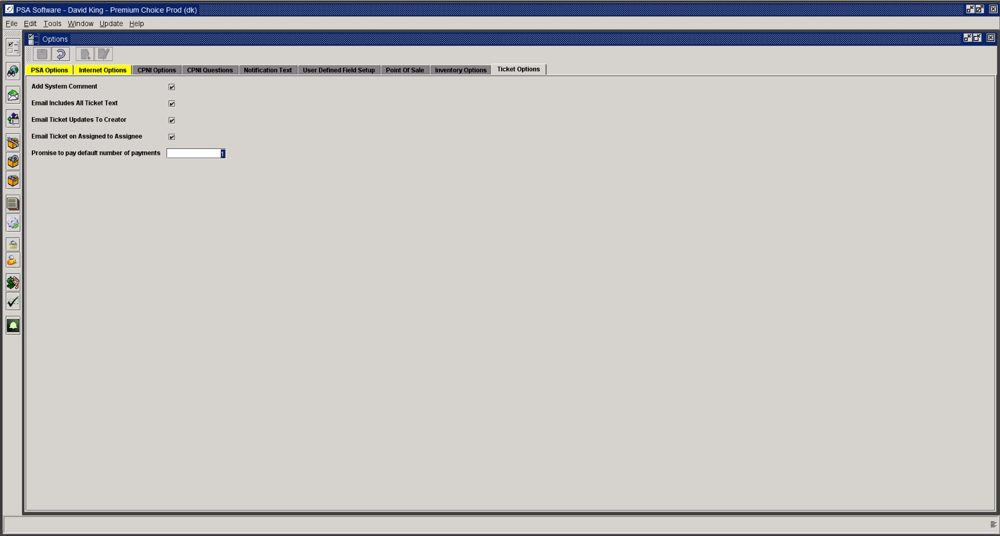 PSA Software - David King - Premium Choice Prod (dk)
File Edit Tools Window Update Help
Options
PSA Options Internet Options CPNI Options CPNI Questions Notification Text User Defined Field Setup Point Of Sale Inventory Options Ticket Options
Add System Comment
Email Includes All Ticket Text
Email Ticket Updates To Creator
Email Ticket on Assigned to Assignee
Promise to pay default number of payments 1